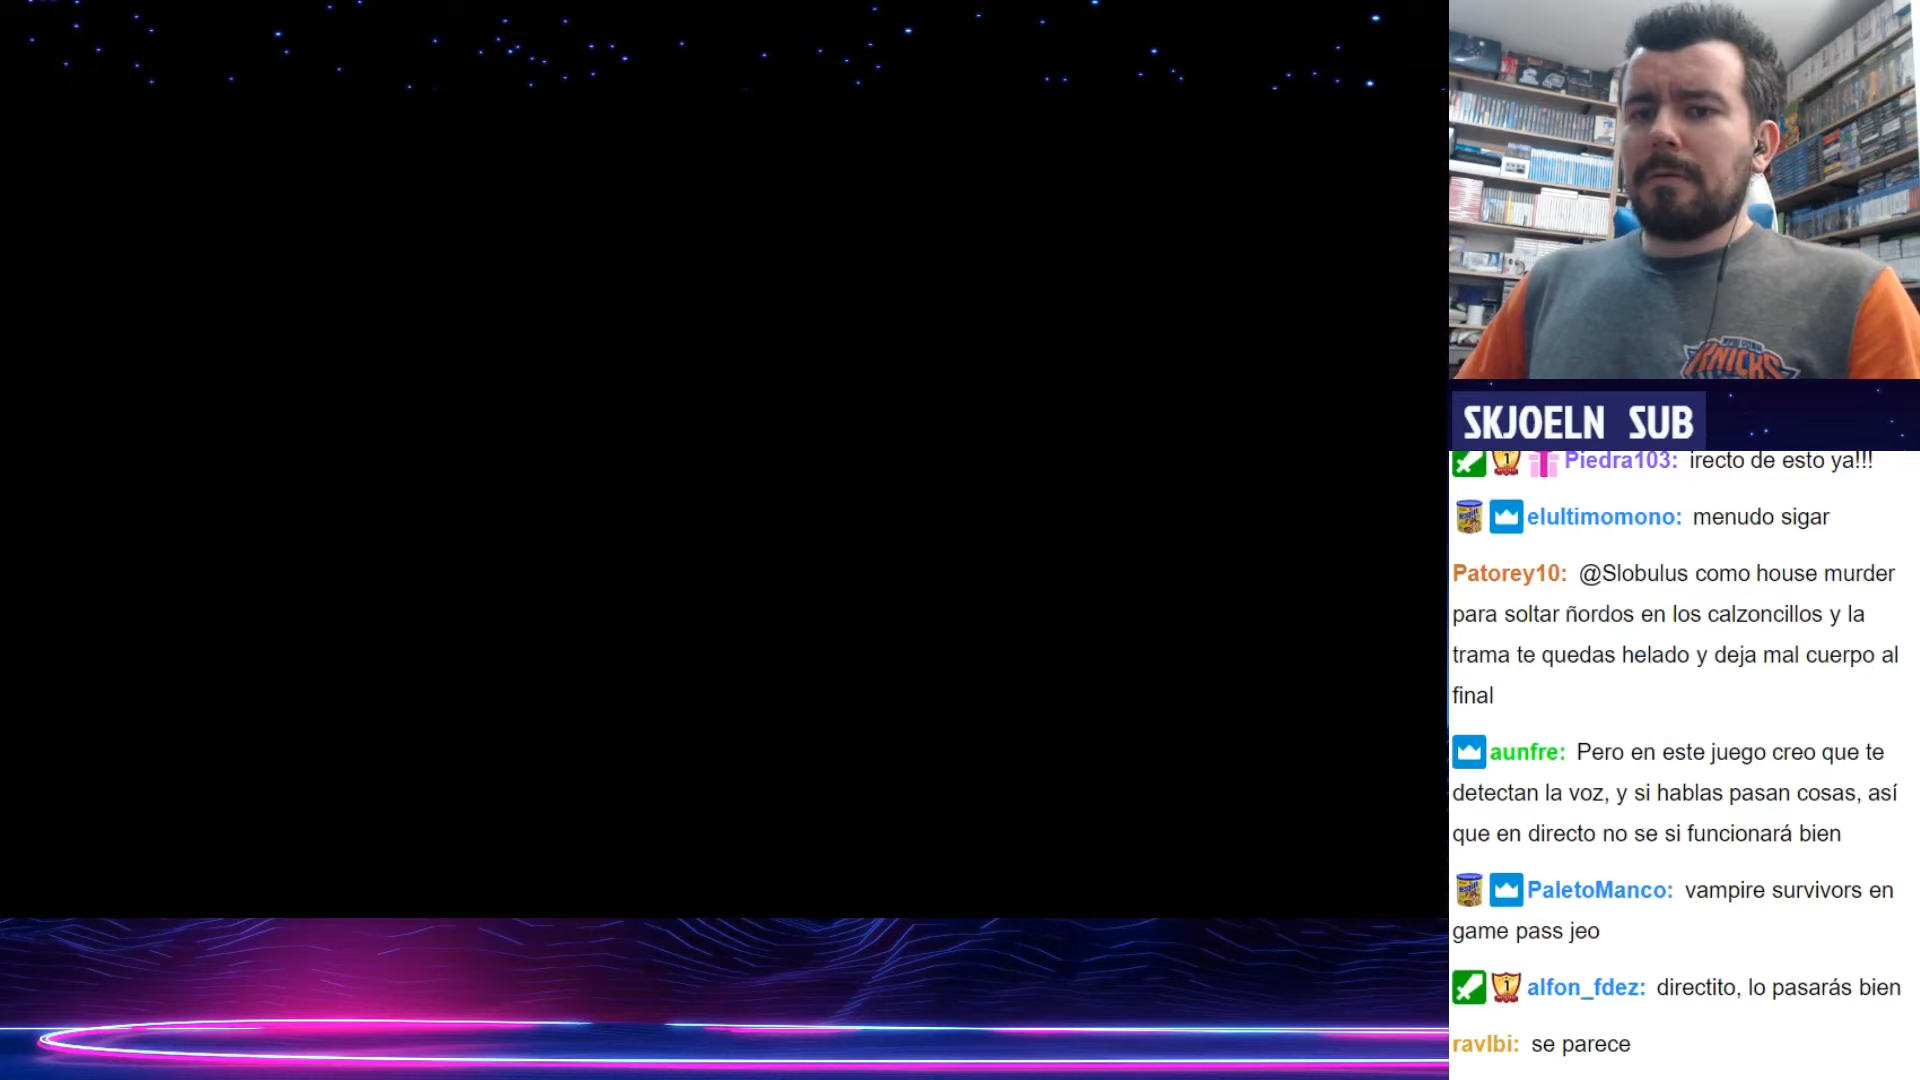 KNICKS
SKJOELN SUB
Piedra103: irecto de esto ya!!!
elultimomono: menudo sigar
Patorey10: @Slobulus como house murder
para soltar ñordos en los calzoncillos y la
trama te quedas helado y deja mal cuerpo al
final
aunfre: Pero en este juego creo que te
detectan la voz, y si hablas pasan cosas, así
que en directo no se si funcionará bien
PaletoManco: vampire survivors en
game pass jeo
alfon_fdez: directito, lo pasarás bien
ravlbi: se parece